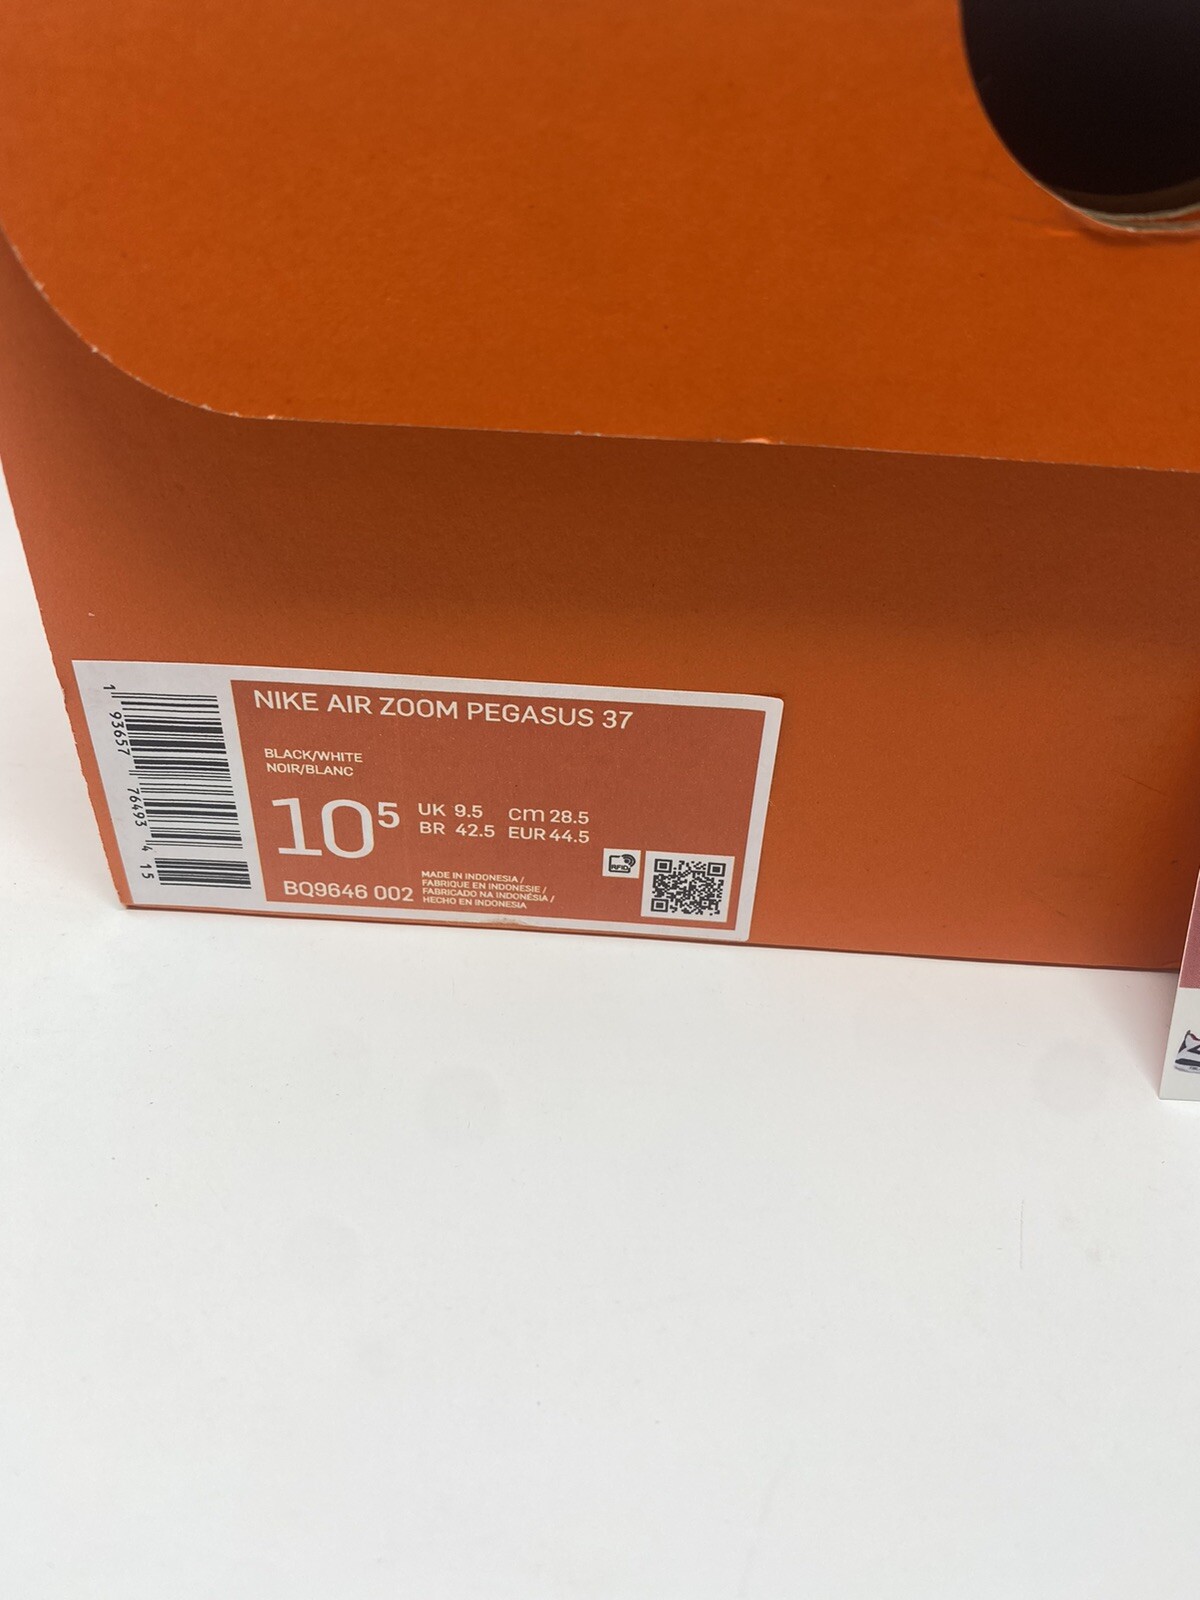 NIKE AIR ZOOM PEGASUS 37
BLACK/WHITE
NOIR/BLANC
10⁵
UK 9.5 cm 28.5
BR 42.5 EUR 44.5
BQ9646 002
MADE IN INDONESIA /
FABRIQUE EN INDONESIE /
FABRICADO NA INDONÉSIA /
HECHO EN INDONESIA
RFID
1 93657 76493 4 15